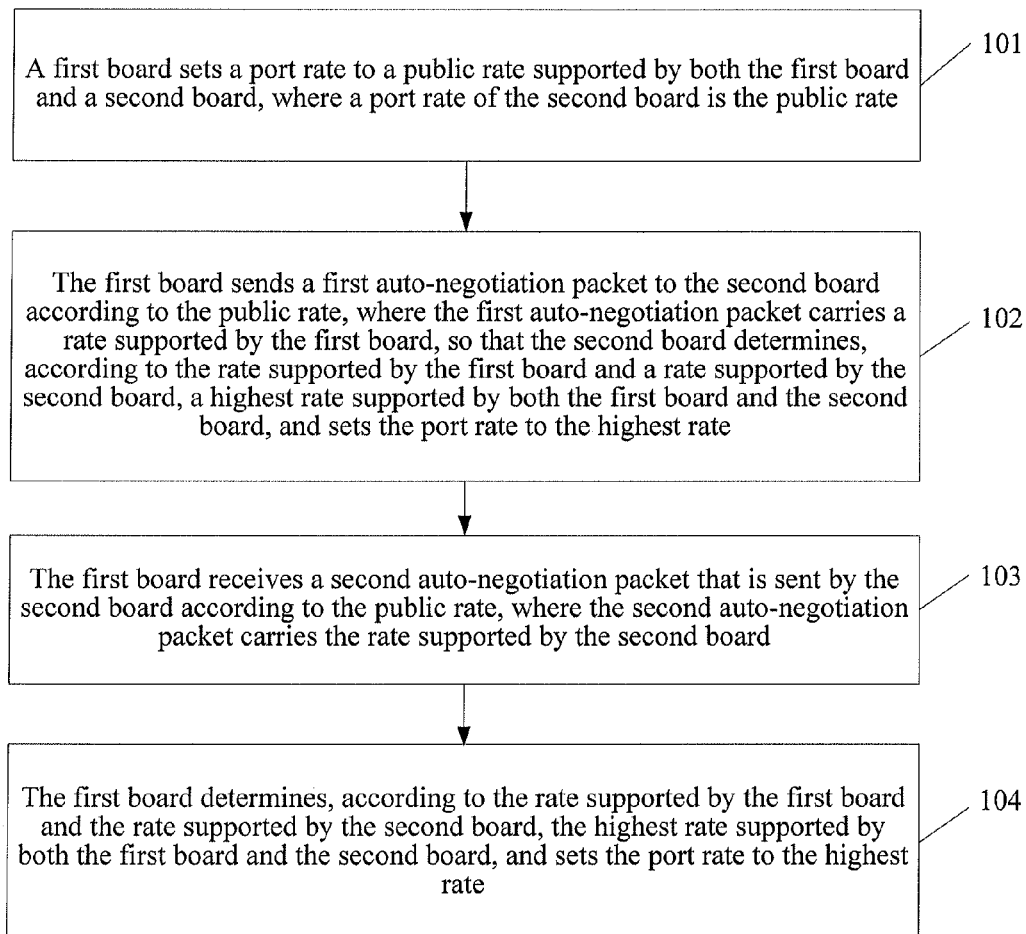 A first board sets a port rate to a public rate supported by both the first board
and a second board, where a port rate of the second board is the public rate
101
The first board sends a first auto-negotiation packet to the second board
according to the public rate, where the first auto-negotiation packet carries a
rate supported by the first board, so that the second board determines,
according to the rate supported by the first board and a rate supported by the
second board, a highest rate supported by both the first board and the second
board, and sets the port rate to the highest rate
102
The first board receives a second auto-negotiation packet that is sent by the
second board according to the public rate, where the second auto-negotiation
packet carries the rate supported by the second board
103
The first board determines, according to the rate supported by the first board
and the rate supported by the second board, the highest rate supported by
both the first board and the second board, and sets the port rate to the highest
rate
104